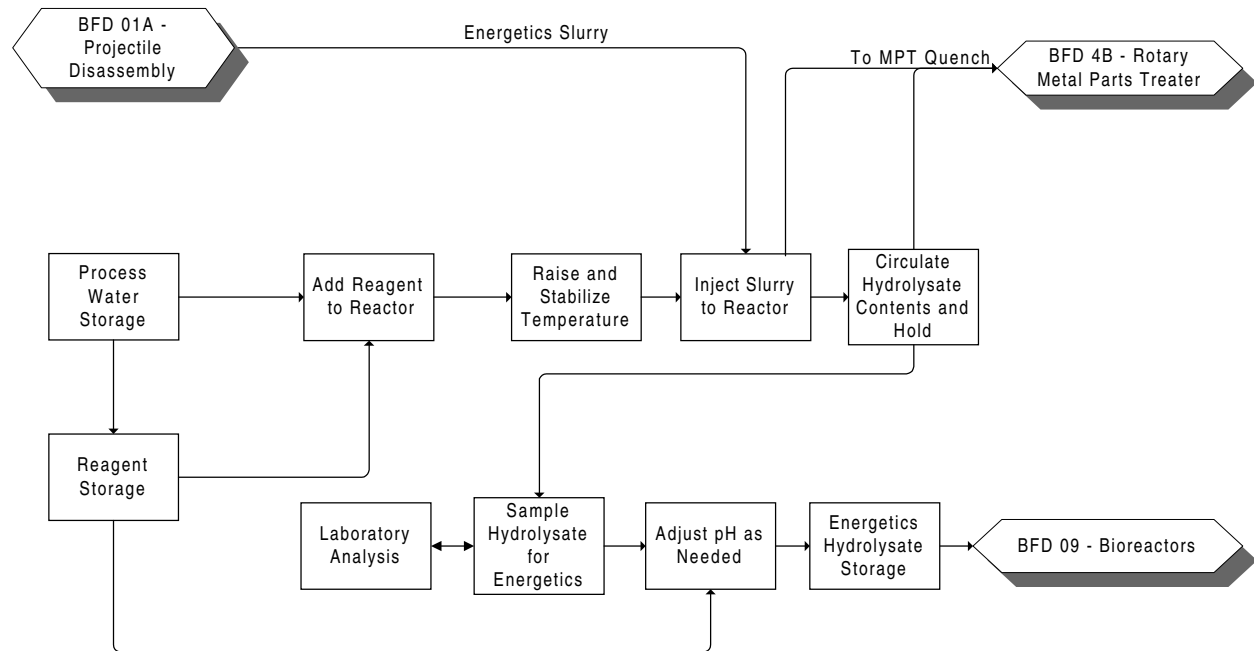 BFD 01A -
Projectile
Disassembly
Energetics Slurry
To MPT Quench
BFD 4B - Rotary
Metal Parts Treater
Process
Water
Storage
Add Reagent
to Reactor
Raise and
Stabilize
Temperature
Inject Slurry
to Reactor
Circulate
Hydrolysate
Contents and
Hold
Reagent
Storage
Laboratory
Analysis
Sample
Hydrolysate
for
Energetics
Adjust pH as
Needed
Energetics
Hydrolysate
Storage
BFD 09 - Bioreactors